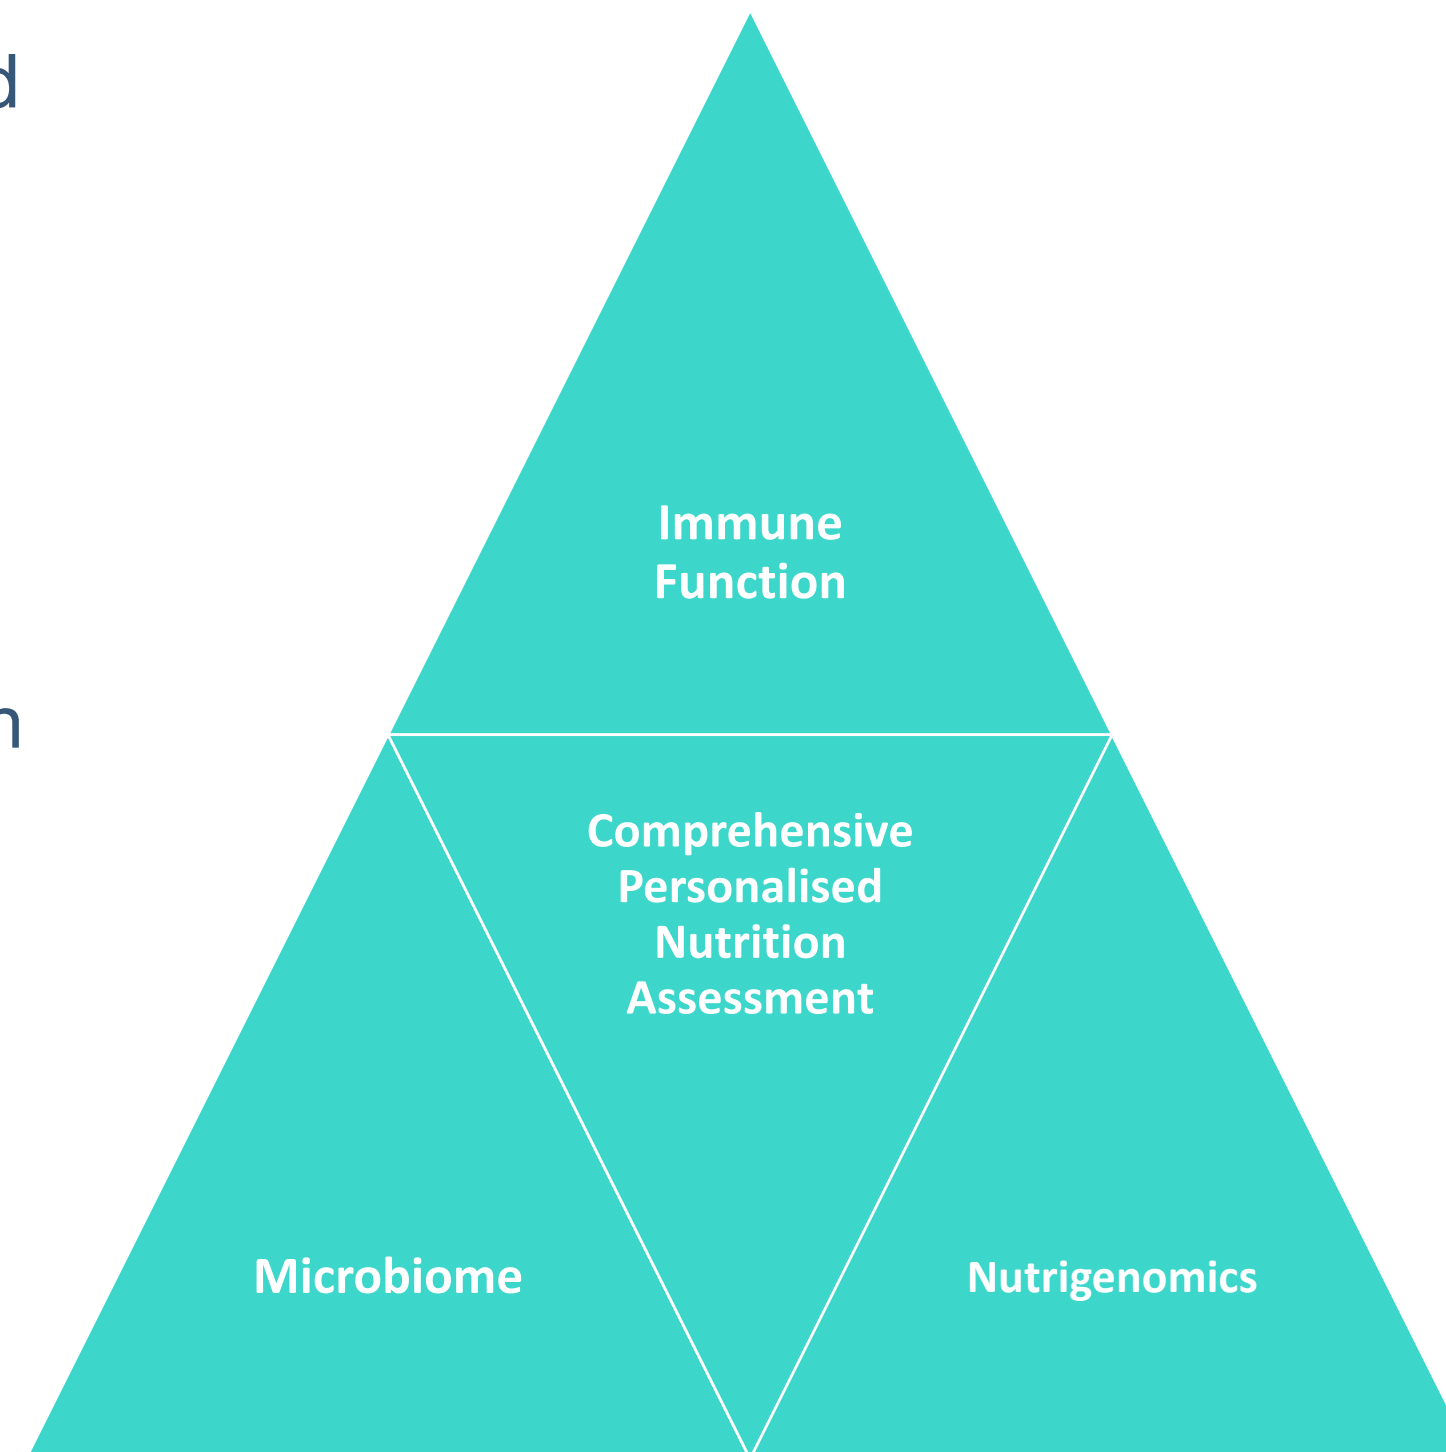 d
Immune
Function
n
Comprehensive
Personalised
Nutrition
Assessment
Microbiome
Nutrigenomics